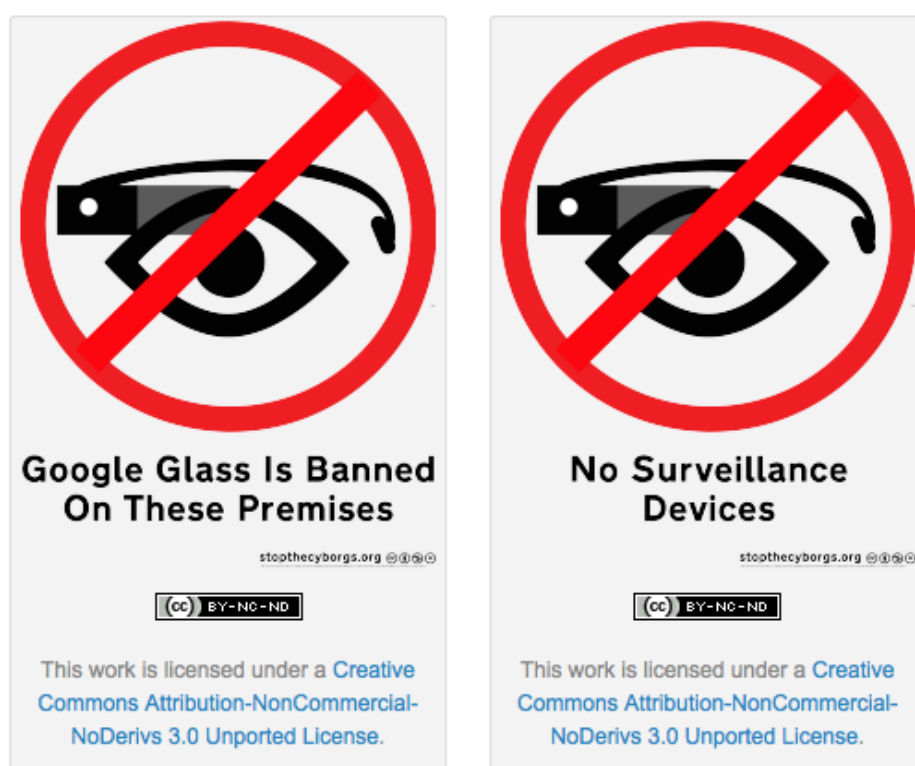 Google Glass Is Banned
On These Premises
stopthecyborgs.org
(cc) BY-NC-ND
This work is licensed under a Creative
Commons Attribution-NonCommercial-
NoDerivs 3.0 Unported License.
No Surveillance
Devices
stopthecyborgs.org
(cc) BY-NC-ND
This work is licensed under a Creative
Commons Attribution-NonCommercial-
NoDerivs 3.0 Unported License.